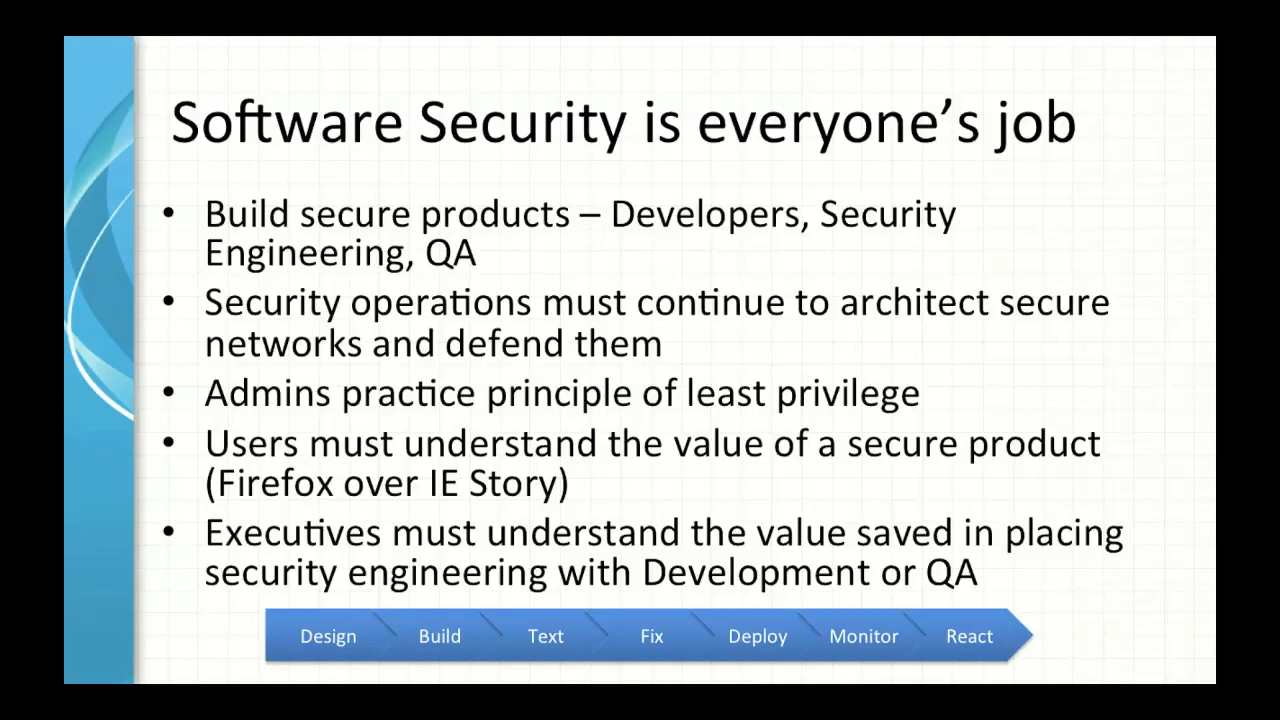 Software Security is everyone’s job
• Build secure products – Developers, Security
Engineering, QA
• Security operations must continue to architect secure
networks and defend them
• Admins practice principle of least privilege
• Users must understand the value of a secure product
(Firefox over IE Story)
• Executives must understand the value saved in placing
security engineering with Development or QA
Design Build Text Fix Deploy Monitor React